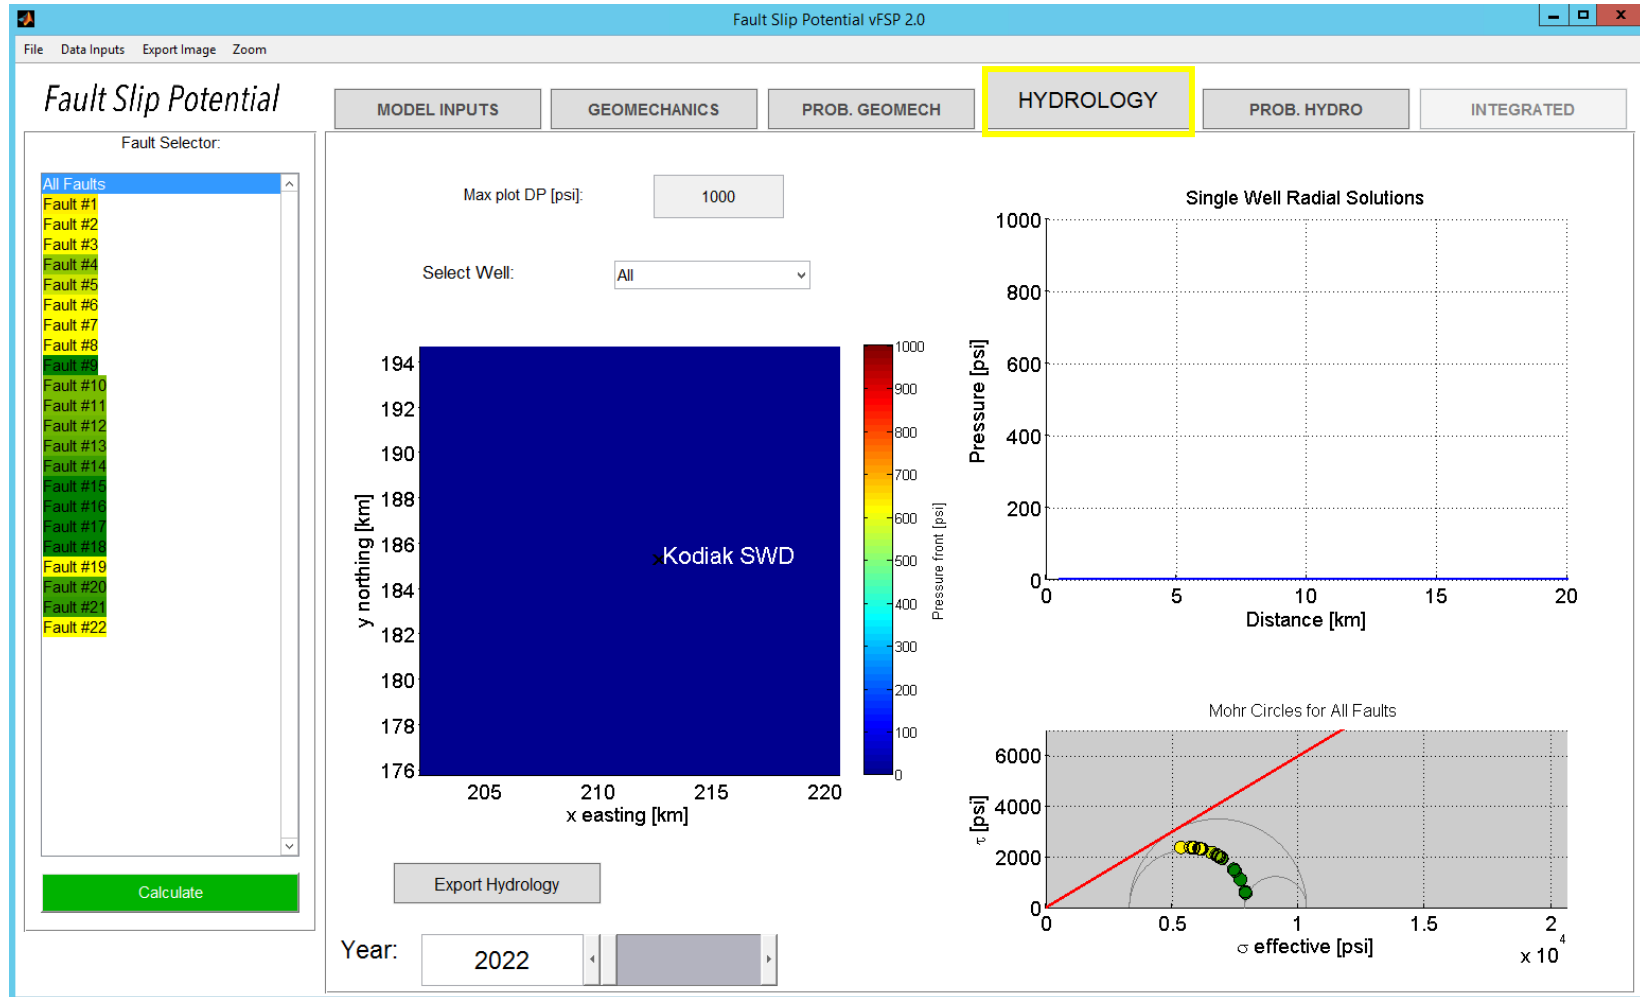 Fault Slip Potential vFSP 2.0
File Data Inputs Export Image Zoom
Fault Slip Potential
MODEL INPUTS GEOMECHANICS PROB. GEOMECH HYDROLOGY PROB. HYDRO INTEGRATED
Fault Selector:
All Faults
Fault #1
Fault #2
Fault #3
Fault #4
Fault #5
Fault #6
Fault #7
Fault #8
Fault #9
Fault #10
Fault #11
Fault #12
Fault #13
Fault #14
Fault #15
Fault #16
Fault #17
Fault #18
Fault #19
Fault #20
Fault #21
Fault #22
Calculate
Max plot DP [psi]: 1000
Select Well: All
194
192
190
188
186
184
182
180
178
176
y northing [km]
Kodiak SWD
205 210 215 220
x easting [km]
1000
900
800
700
600
500
400
300
200
100
0
Pressure front [psi]
Export Hydrology
Year: 2022
Single Well Radial Solutions
1000
800
600
400
200
0
Pressure [psi]
0 5 10 15 20
Distance [km]
Mohr Circles for All Faults
6000
4000
2000
0
τ [psi]
0 0.5 1 1.5 2
σ effective [psi]
x 10^4